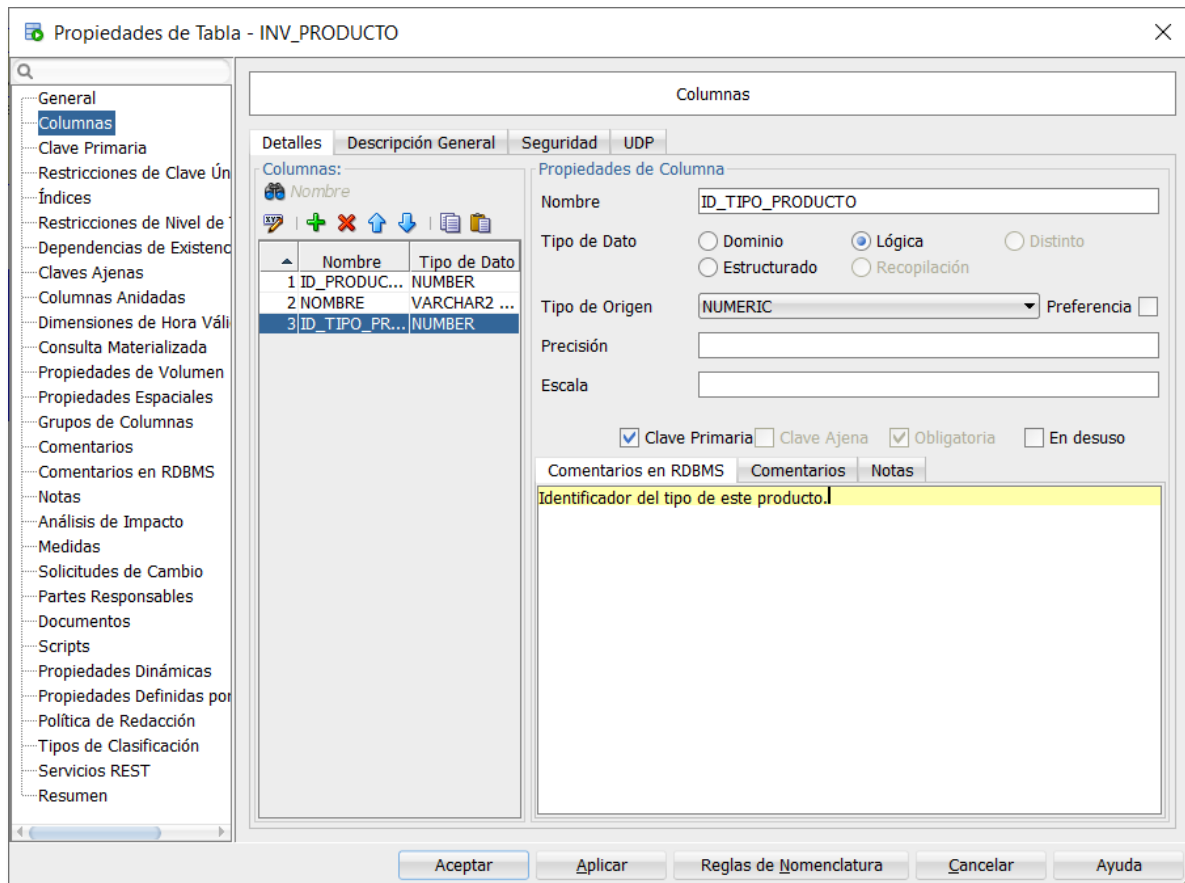 Propiedades de Tabla - INV_PRODUCTO
General
Columnas
Clave Primaria
Restricciones de Clave Ún
Índices
Restricciones de Nivel de
Dependencias de Existenc
Claves Ajenas
Columnas Anidadas
Dimensiones de Hora Váli
Consulta Materializada
Propiedades de Volumen
Propiedades Espaciales
Grupos de Columnas
Comentarios
Comentarios en RDBMS
Notas
Análisis de Impacto
Medidas
Solicitudes de Cambio
Partes Responsables
Documentos
Scripts
Propiedades Dinámicas
Propiedades Definidas por
Política de Redacción
Tipos de Clasificación
Servicios REST
Resumen
Columnas
Detalles Descripción General Seguridad UDP
Columnas:
Nombre
Nombre Tipo de Dato
1 ID_PRODUC... NUMBER
2 NOMBRE VARCHAR2 ...
3 ID_TIPO_PR... NUMBER
Propiedades de Columna
Nombre ID_TIPO_PRODUCTO
Tipo de Dato Dominio Lógica Distinto
Estructurado Recopilación
Tipo de Origen NUMERIC Preferencia
Precisión
Escala
Clave Primaria Clave Ajena Obligatoria En desuso
Comentarios en RDBMS Comentarios Notas
Identificador del tipo de este producto.
Aceptar Aplicar Reglas de Nomenclatura Cancelar Ayuda